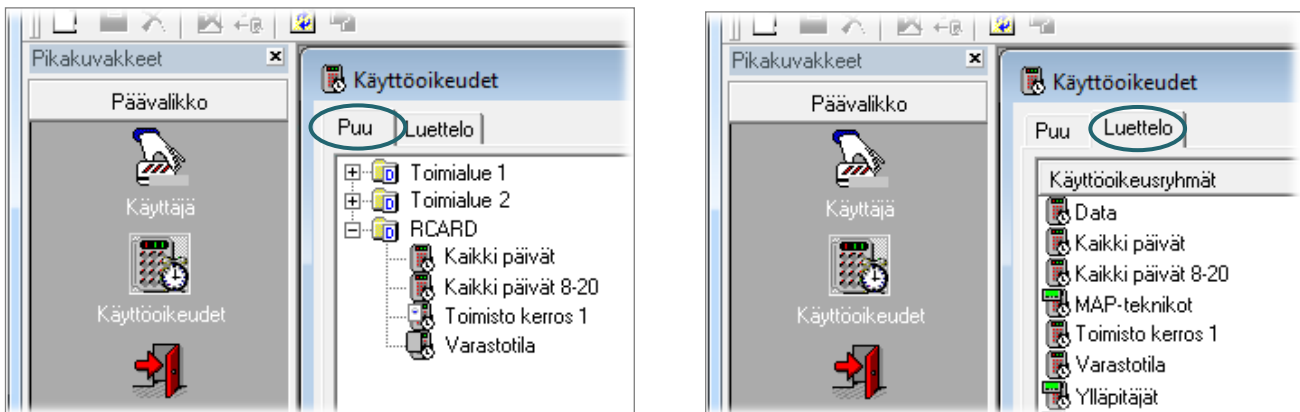 Pikakuvakkeet
Päävalikko
Käyttäjä
Käyttöoikeudet
Käyttöoikeudet
Puu
Luettelo
Toimialue 1
Toimialue 2
RCARD
Kaikki päivät
Kaikki päivät 8-20
Toimisto kerros 1
Varastotila
Pikakuvakkeet
Päävalikko
Käyttäjä
Käyttöoikeudet
Käyttöoikeudet
Puu
Luettelo
Käyttöoikeusryhmät
Data
Kaikki päivät
Kaikki päivät 8-20
MAP-teknikot
Toimisto kerros 1
Varastotila
Ylläpitäjät